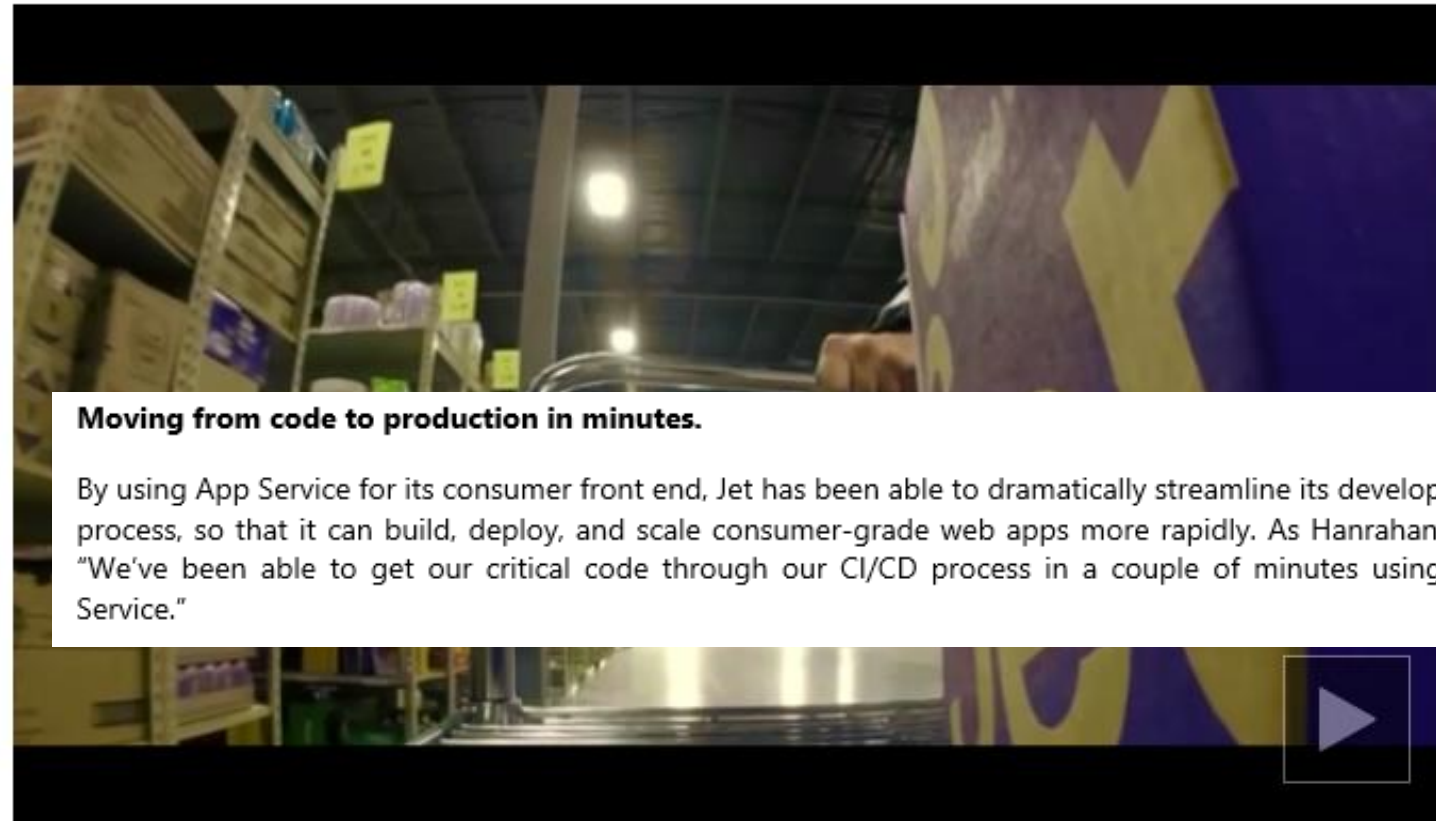 Moving from code to production in minutes.
By using App Service for its consumer front end, Jet has been able to dramatically streamline its develop
process, so that it can build, deploy, and scale consumer-grade web apps more rapidly. As Hanrahan
“We’ve been able to get our critical code through our CI/CD process in a couple of minutes using
Service.”